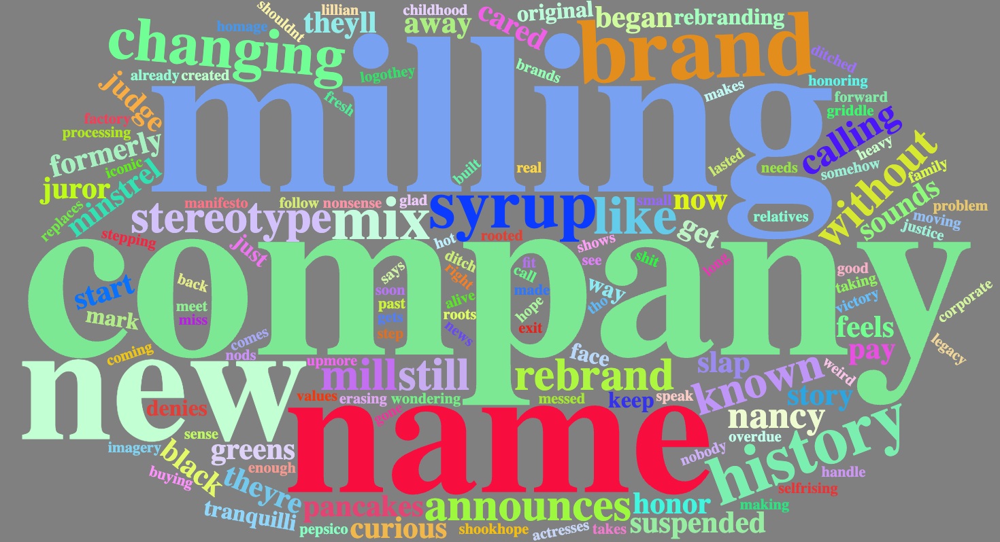 shouldnt
lillian
childhood
original
homage
theyll
away
cared
began
rebranding
changing
milling
brand
ditched
already
created
logothey
brands
honoring
judge
fresh
makes
forward
griddle
factory
processing
calling
heavy
formerly
iconic
built
real
lasted
needs
somehow
without
family
juror
minstrel
manifesto
follow
nonsense
glad
syrup
like
small
now
relatives
sounds
problem
moving
justice
replaces
stereotype
mix
get
stepping
just
hot
rooted
shows
company
ditch
fit
see
shit
long
good
start
back
says
right
call
way
taking
mark
meet
miss
soon
past
gets
step
alive
roots
news
made
hope
exit
tho
victory
corporate
feels
legacy
coming
comes
nods
upmore
face
slap
pay
weird
new
mill
still
rebrand
known
story
values
erasing
wondering
messed
keep
speak
denies
gone
name
nancy
sense
overdue
history
imagery
black
greens
enough
nobody
handle
buying
theyre
selfrising
tranquilli
pancakes
announces
honor
making
pepsico
curious
shookhope
actresses
takes
suspended